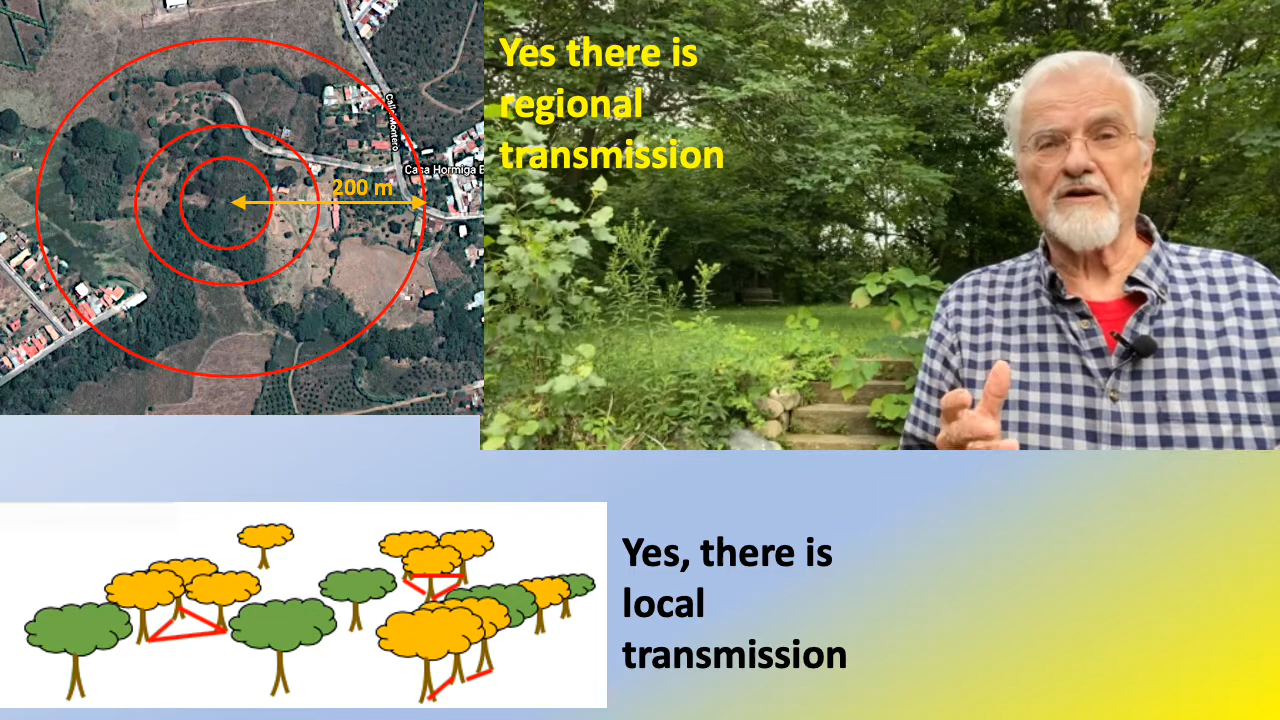 Yes there is
regional
transmission
Calle Montero
Casa Hormiga B
200 m
Yes, there is
local
transmission